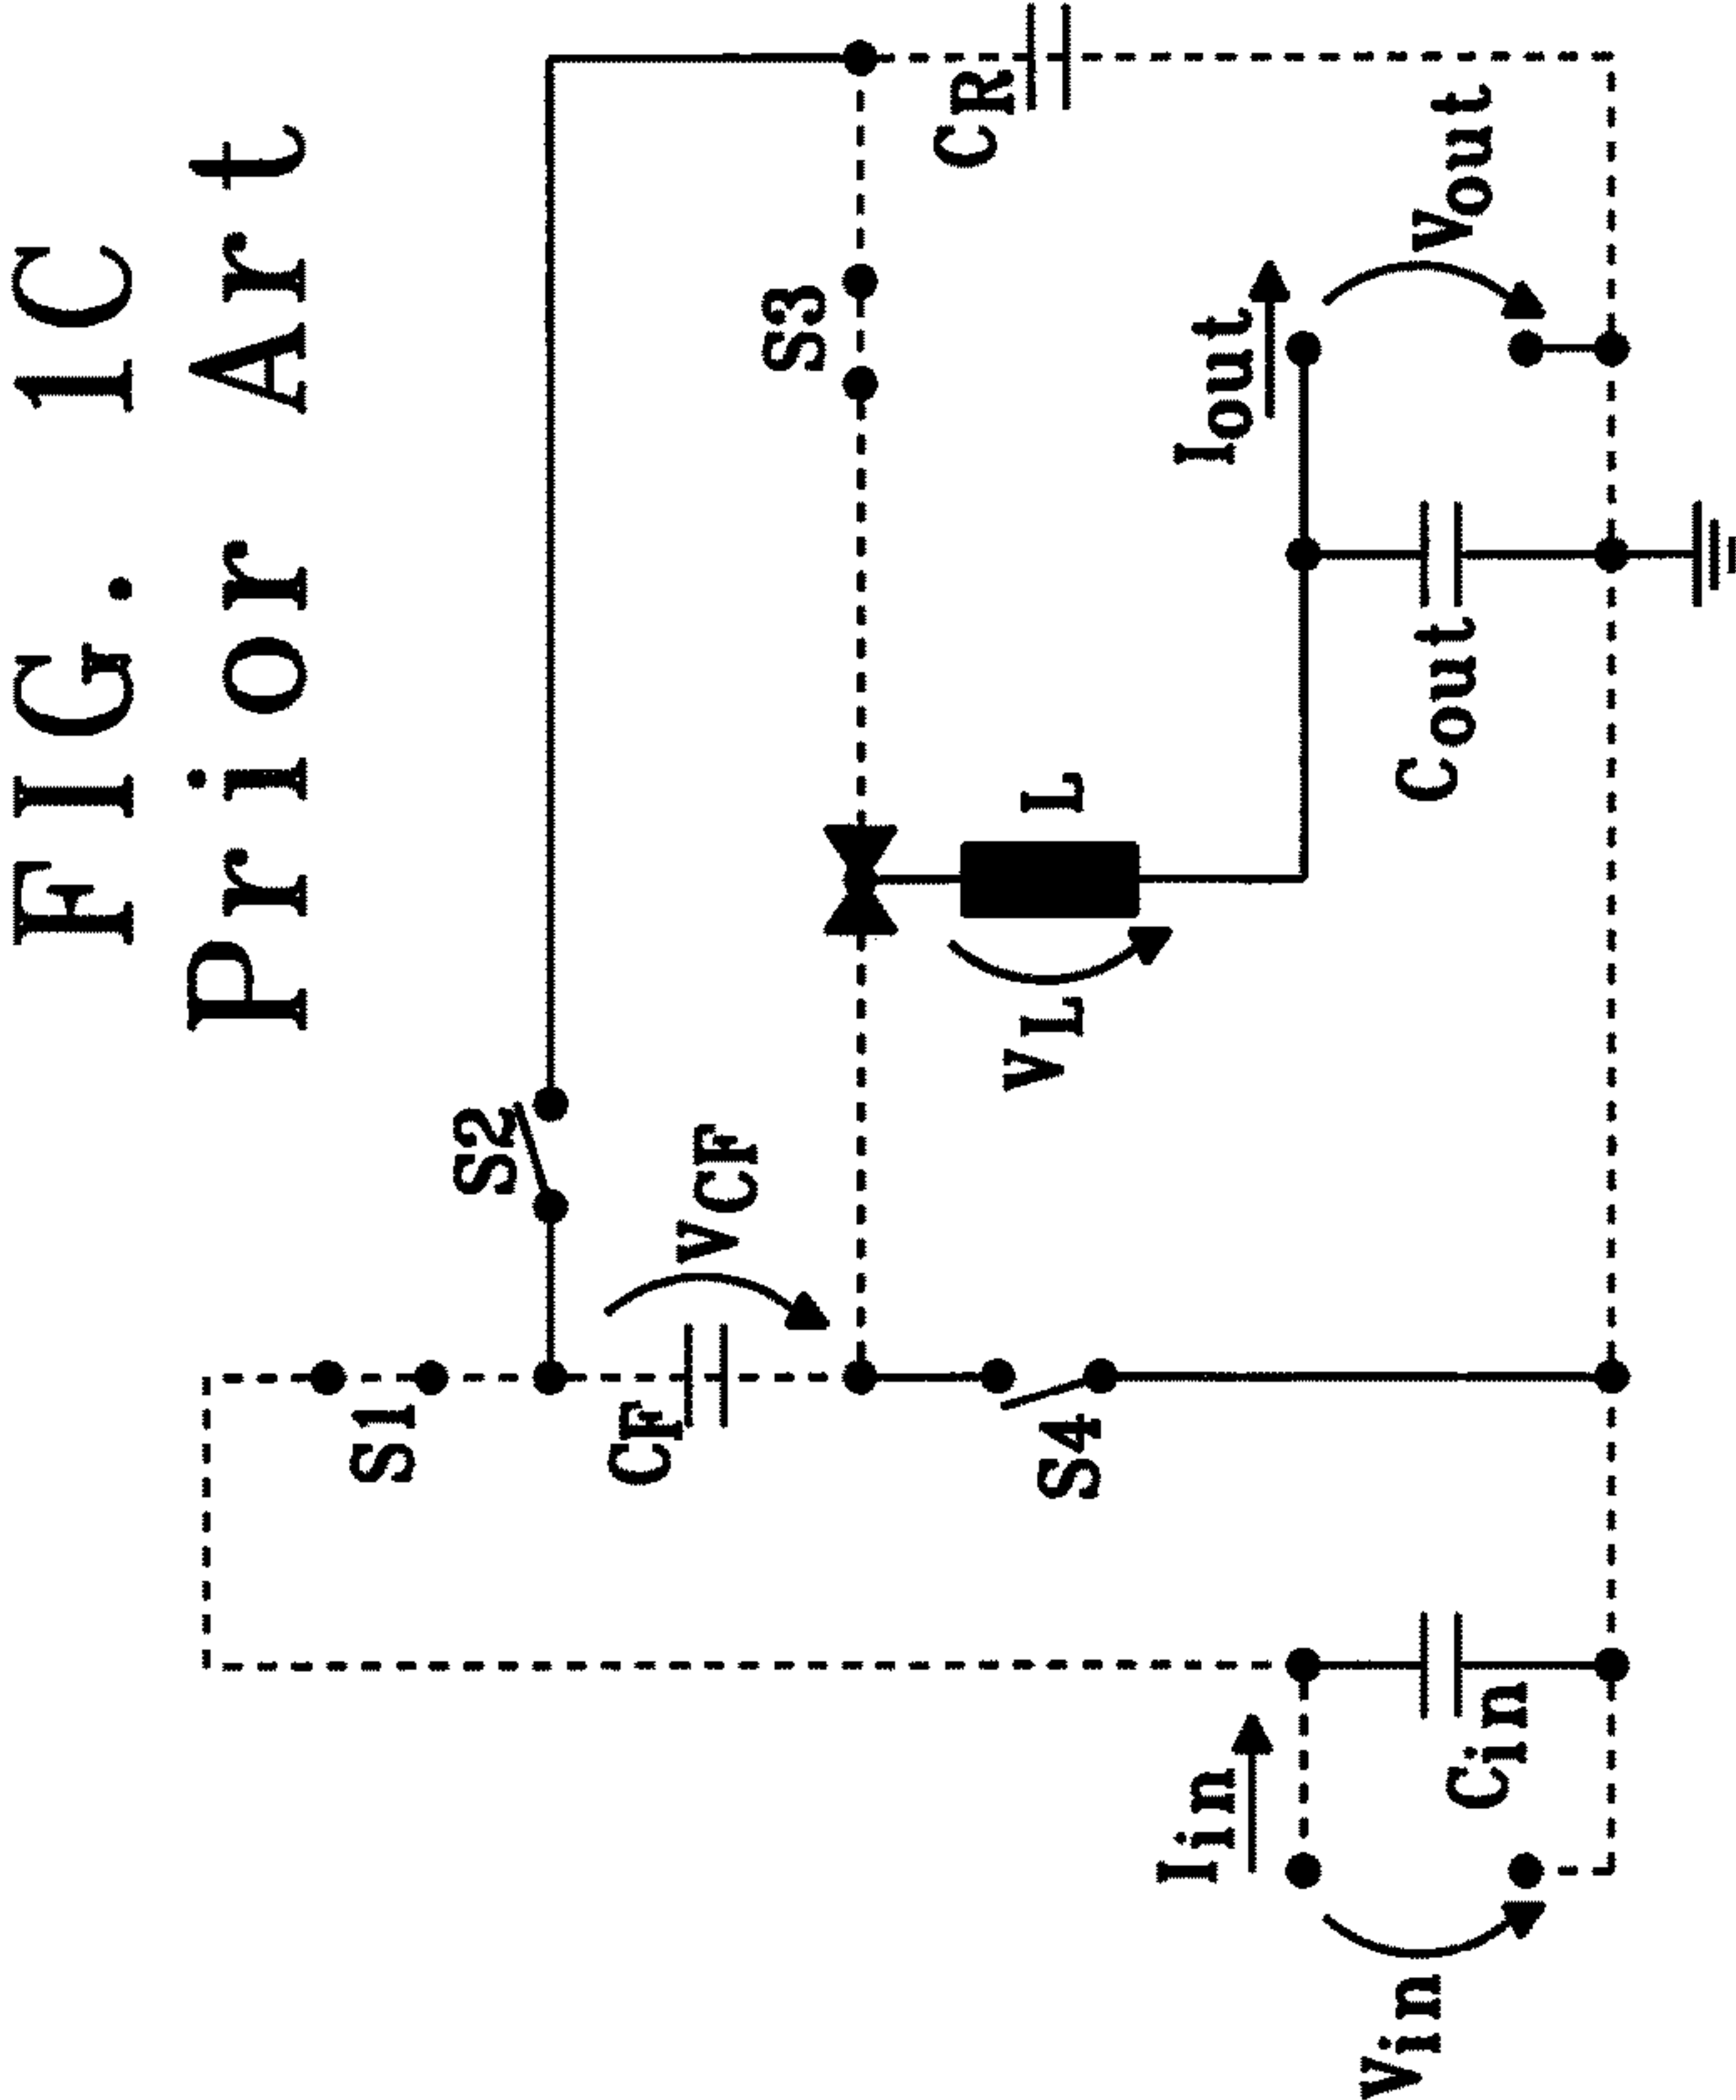 FIG. 1C
Prior Art
S1
S2
CF
VCF
S3
CR
S4
VL
L
Iin
Iout
Vin
Cin
Cout
Vout